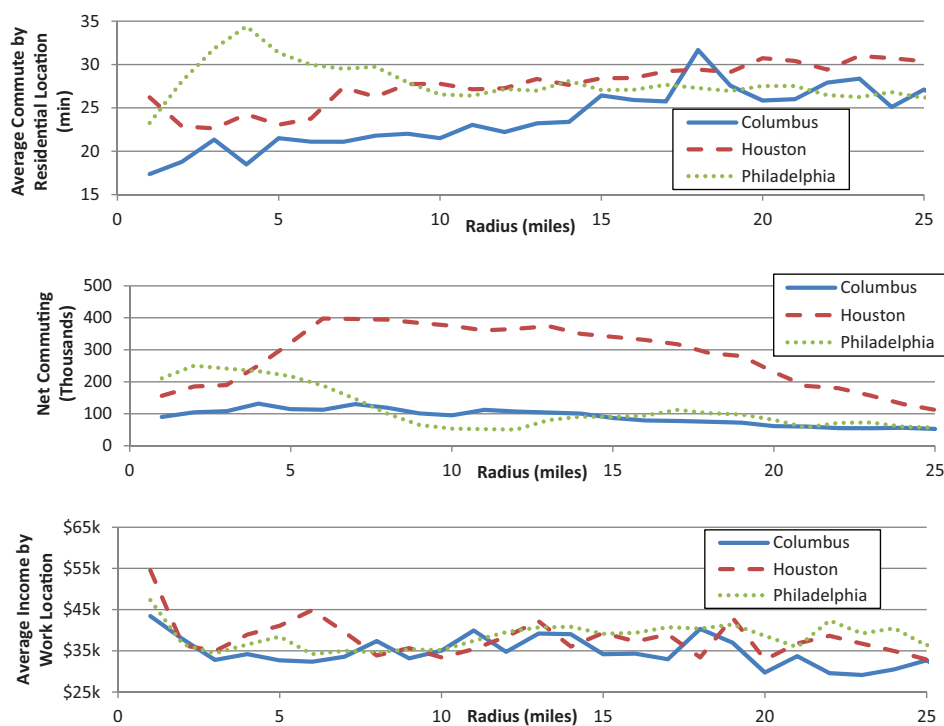 Average Commute by
Residential Location
(min)
35
30
25
20
15
0
5
10
15
20
25
Radius (miles)
Columbus
Houston
Philadelphia
Net Commuting
(Thousands)
500
400
300
200
100
0
0
5
10
15
20
25
Radius (miles)
Columbus
Houston
Philadelphia
Average Income by
Work Location
$65k
$55k
$45k
$35k
$25k
0
5
10
15
20
25
Radius (miles)
Columbus
Houston
Philadelphia